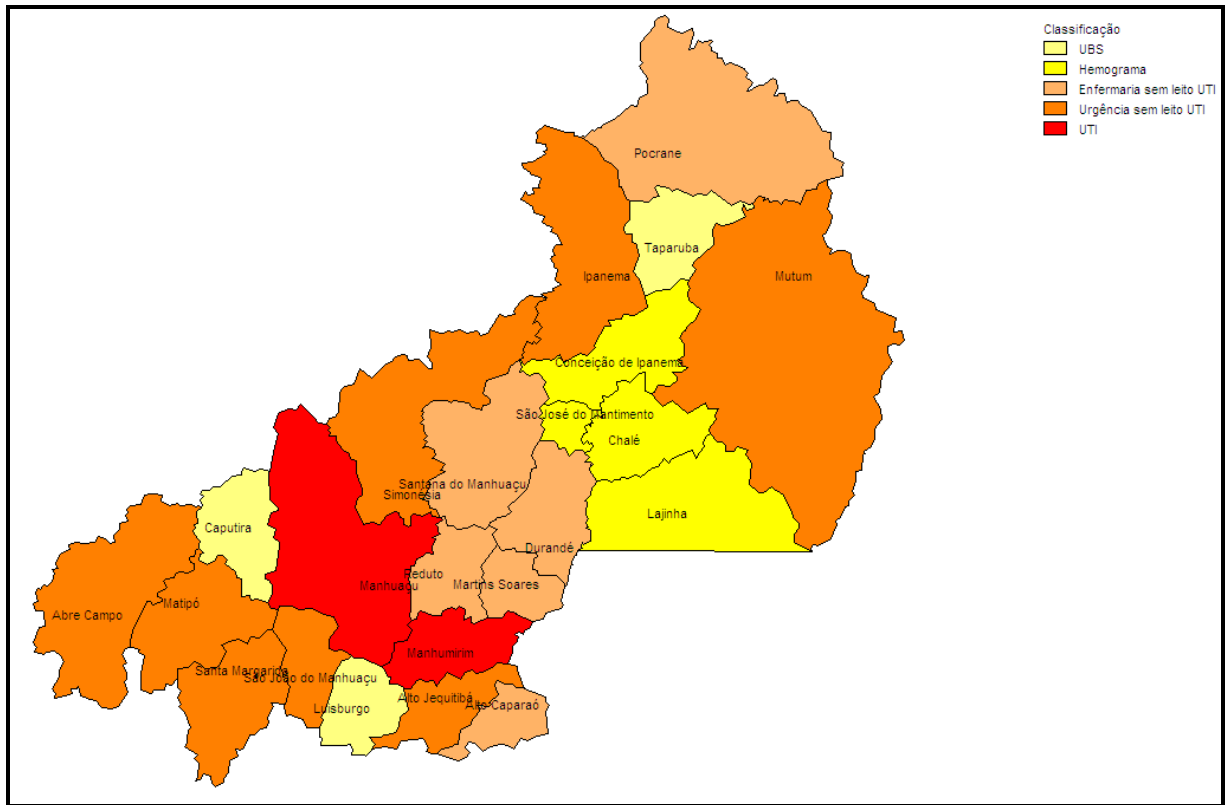 Classificação
UBS
Hemograma
Enfermaria sem leito UTI
Urgência sem leito UTI
UTI
Pocrane
Taparuba
Ipanema
Mutum
Conceição de Ipanema
São José do Mantimento
Chalé
Santana do Manhuaçu
Simonésia
Lajinha
Caputira
Durandé
Reduto
Martins Soares
Manhuaçu
Matipó
Abre Campo
Manhumirim
Santa Margarida
São João do Manhuaçu
Alto Jequitibá
Alto Caparaó
Luisburgo